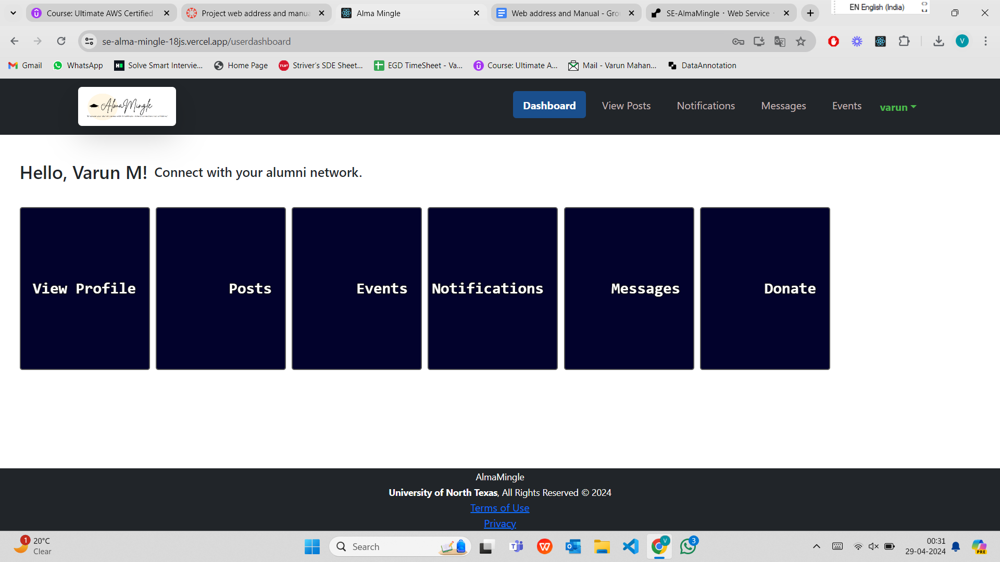 Course: Ultimate AWS Certified
Project web address and manua
Alma Mingle
Web address and Manual - Gro
SE-AlmaMingle · Web Service ·
EN English (India)
se-alma-mingle-18js.vercel.app/userdashboard
V
Gmail
WhatsApp
Solve Smart Intervie...
Home Page
TUF
Striver's SDE Sheet...
EGD TimeSheet - Va...
Course: Ultimate A...
Mail - Varun Mahan...
DataAnnotation
AlmaMingle
Dashboard
View Posts
Notifications
Messages
Events
varun
Hello, Varun M! Connect with your alumni network.
View Profile
Posts
Events
Notifications
Messages
Donate
AlmaMingle
University of North Texas, All Rights Reserved © 2024
Terms of Use
Privacy
1
20°C
Clear
Search
V
3
00:31
29-04-2024
PRE